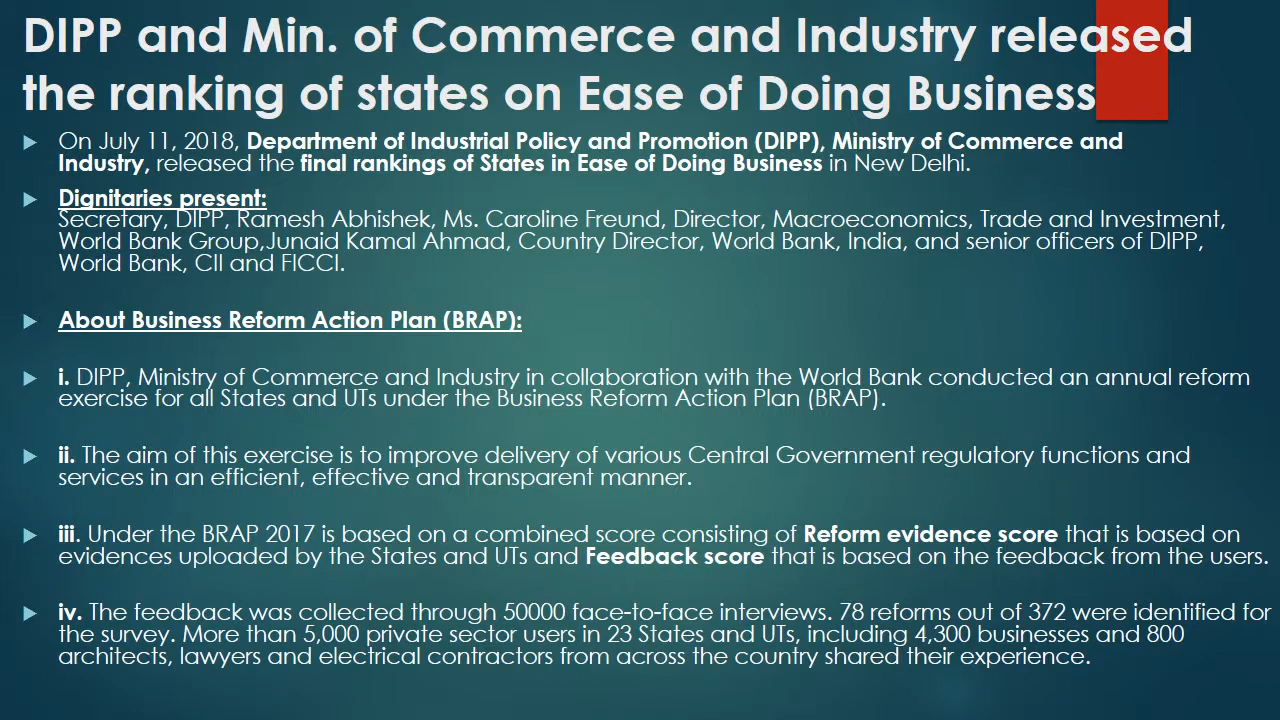 DIPP and Min. of Commerce and Industry released
the ranking of states on Ease of Doing Business
On July 11, 2018, Department of Industrial Policy and Promotion (DIPP), Ministry of Commerce and
Industry, released the final rankings of States in Ease of Doing Business in New Delhi.
Dignitaries present:
Secretary, DIPP, Ramesh Abhishek, Ms. Caroline Freund, Director, Macroeconomics, Trade and Investment,
World Bank Group,Junaid Kamal Ahmad, Country Director, World Bank, India, and senior officers of DIPP,
World Bank, CII and FICCI.
About Business Reform Action Plan (BRAP):
i. DIPP, Ministry of Commerce and Industry in collaboration with the World Bank conducted an annual reform
exercise for all States and UTs under the Business Reform Action Plan (BRAP).
ii. The aim of this exercise is to improve delivery of various Central Government regulatory functions and
services in an efficient, effective and transparent manner.
iii. Under the BRAP 2017 is based on a combined score consisting of Reform evidence score that is based on
evidences uploaded by the States and UTs and Feedback score that is based on the feedback from the users.
iv. The feedback was collected through 50000 face-to-face interviews. 78 reforms out of 372 were identified for
the survey. More than 5,000 private sector users in 23 States and UTs, including 4,300 businesses and 800
architects, lawyers and electrical contractors from across the country shared their experience.